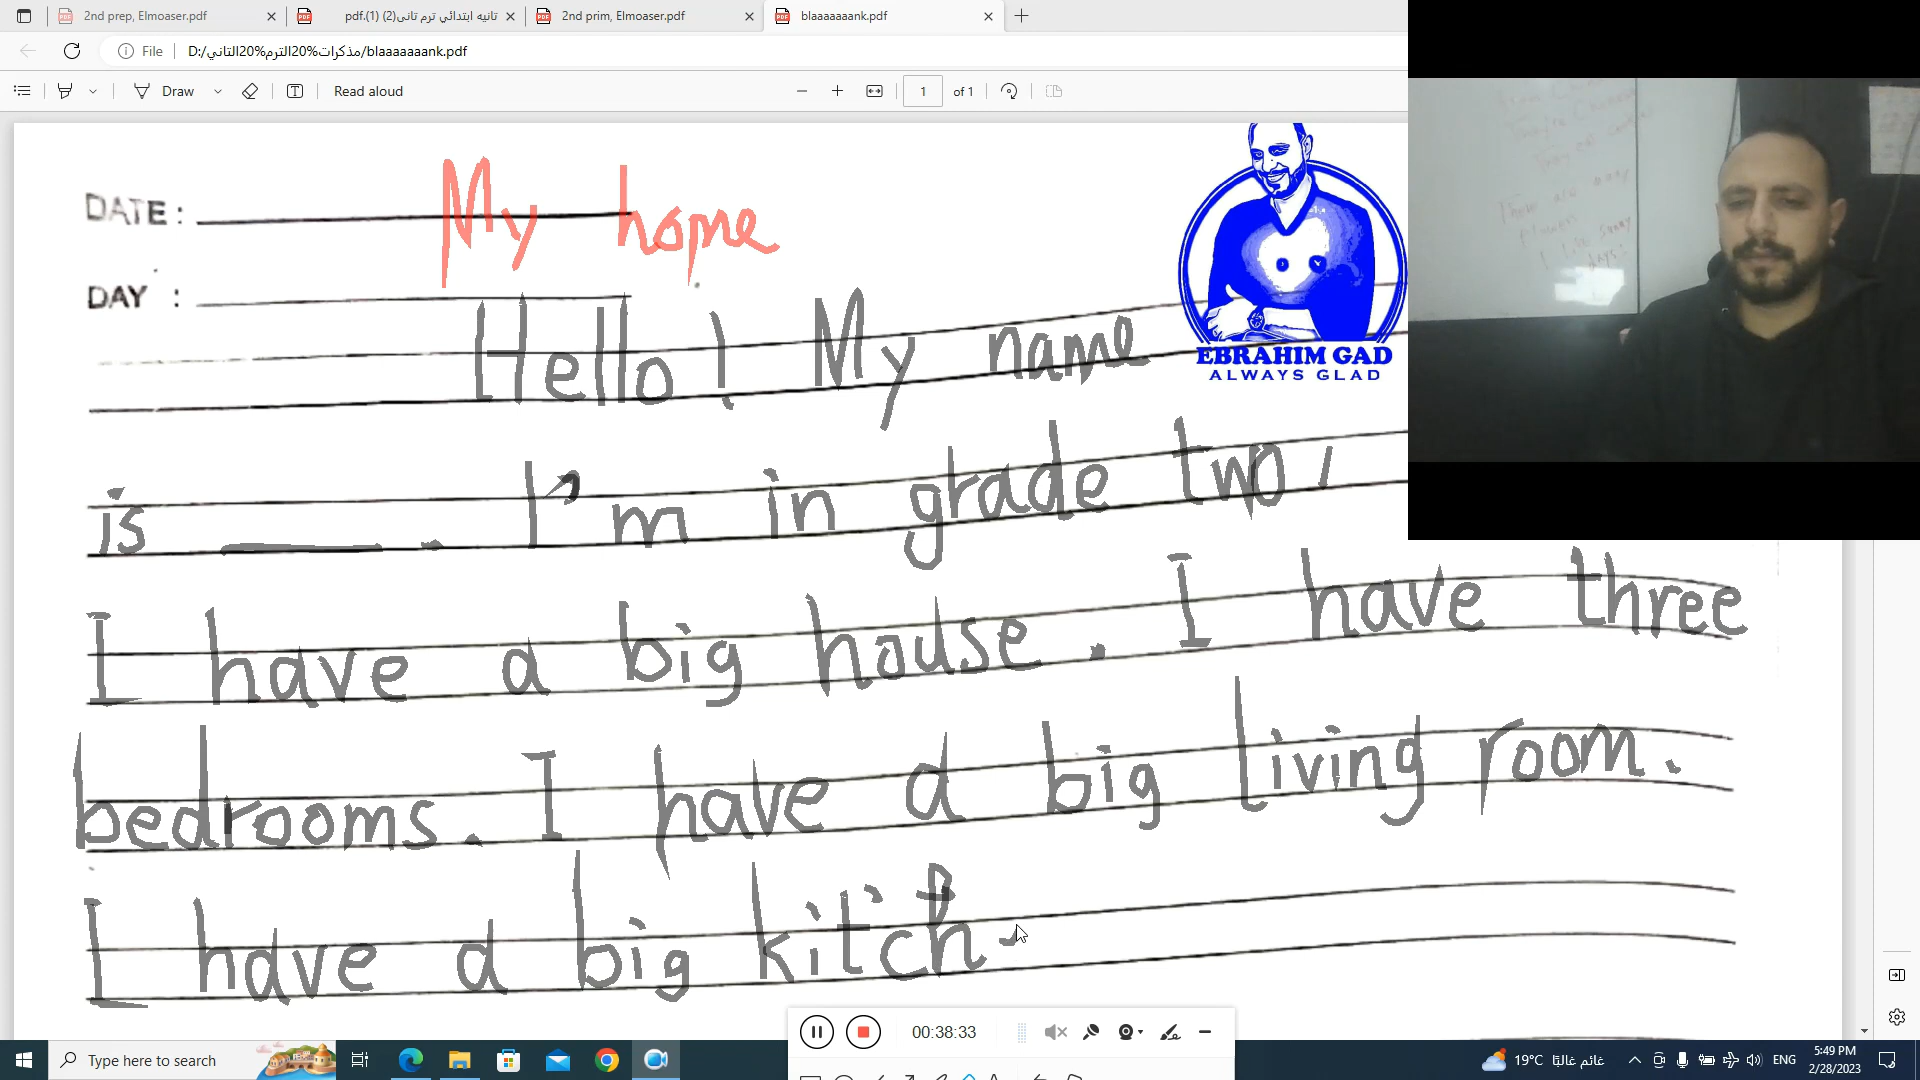 2nd prep, Elmoaser.pdf
تانيه ابتدائي ترم تانى(2) (1).pdf
2nd prim, Elmoaser.pdf
blaaaaaaank.pdf
File
D:/مذكرات%20الترم%20التاني/blaaaaaaank.pdf
Draw
Read aloud
1 of 1
DATE :
My home
DAY :
Hello! My name
EBRAHIM GAD
ALWAYS GLAD
is ____. I'm in grade two,
I have a big house. I have three
bedrooms. I have a big living room.
I have a big kitch
00:38:33
Type here to search
19°C غائم غالبًا
ENG
5:49 PM
2/28/2023